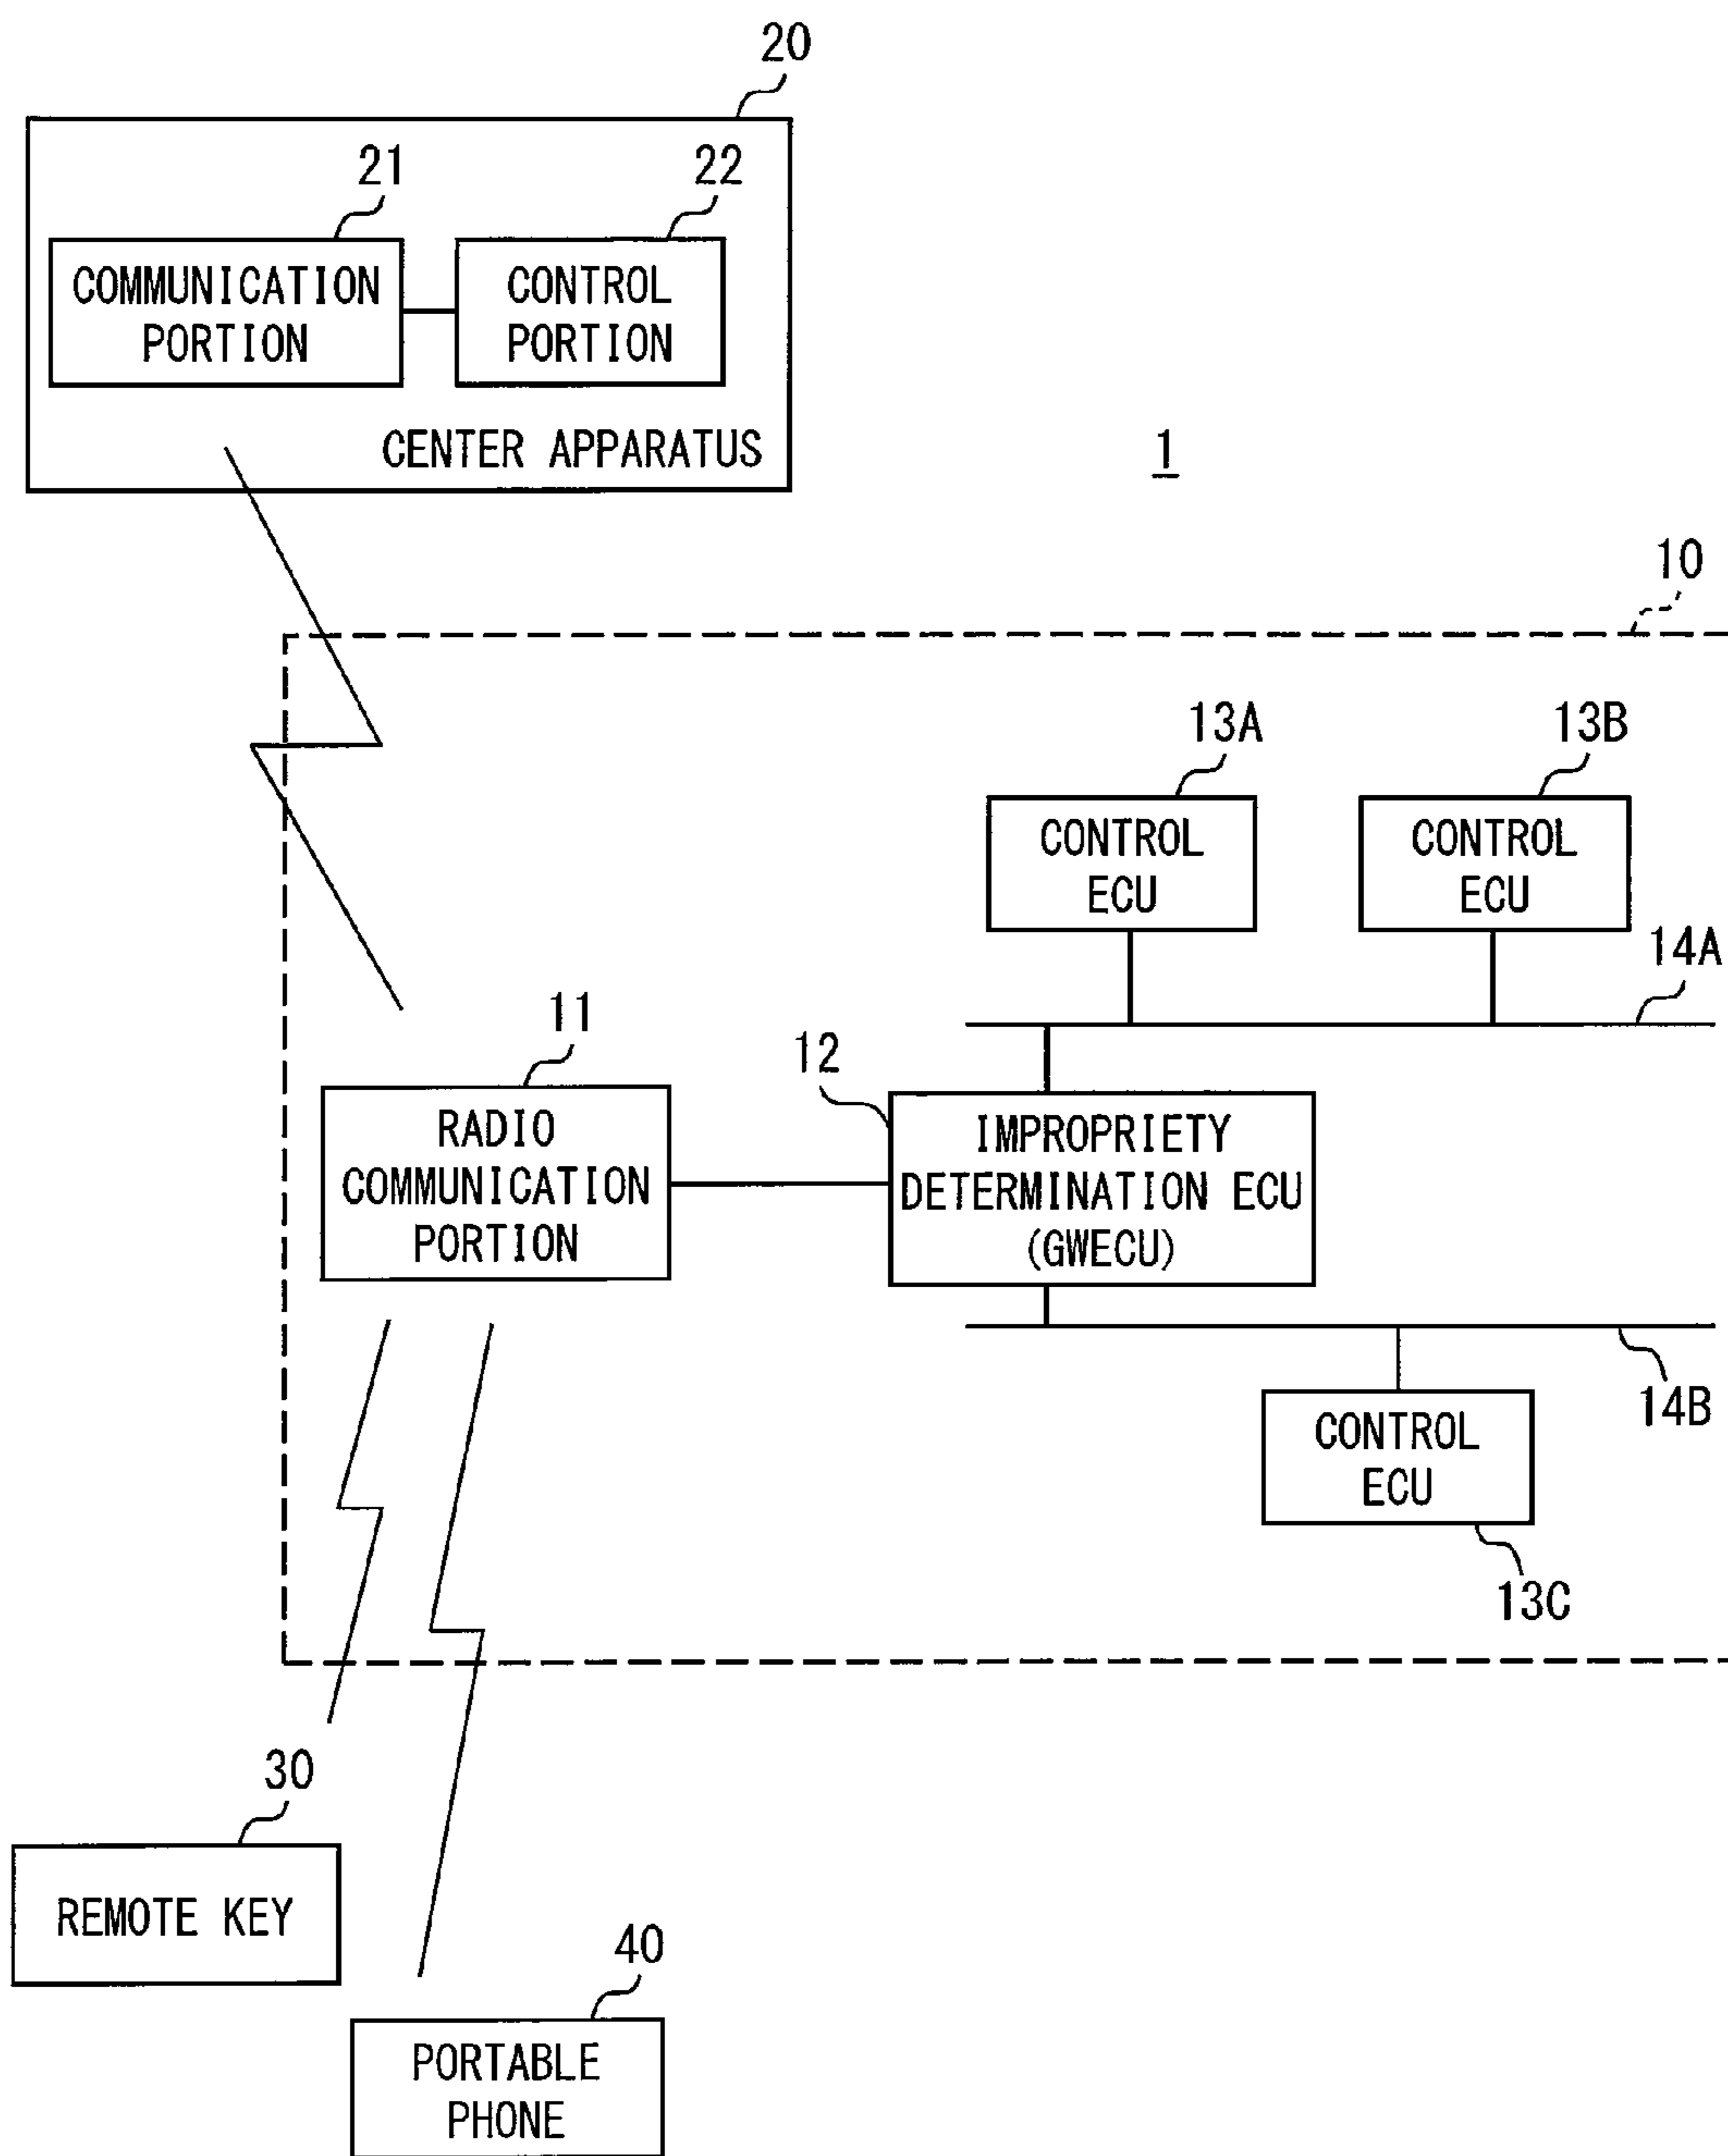 20
21
22
COMMUNICATION
PORTION
CONTROL
PORTION
CENTER APPARATUS
1
10
13A
13B
CONTROL
ECU
CONTROL
ECU
14A
11
12
RADIO
COMMUNICATION
PORTION
IMPROPRIETY
DETERMINATION ECU
(GWECU)
14B
CONTROL
ECU
13C
30
REMOTE KEY
40
PORTABLE
PHONE